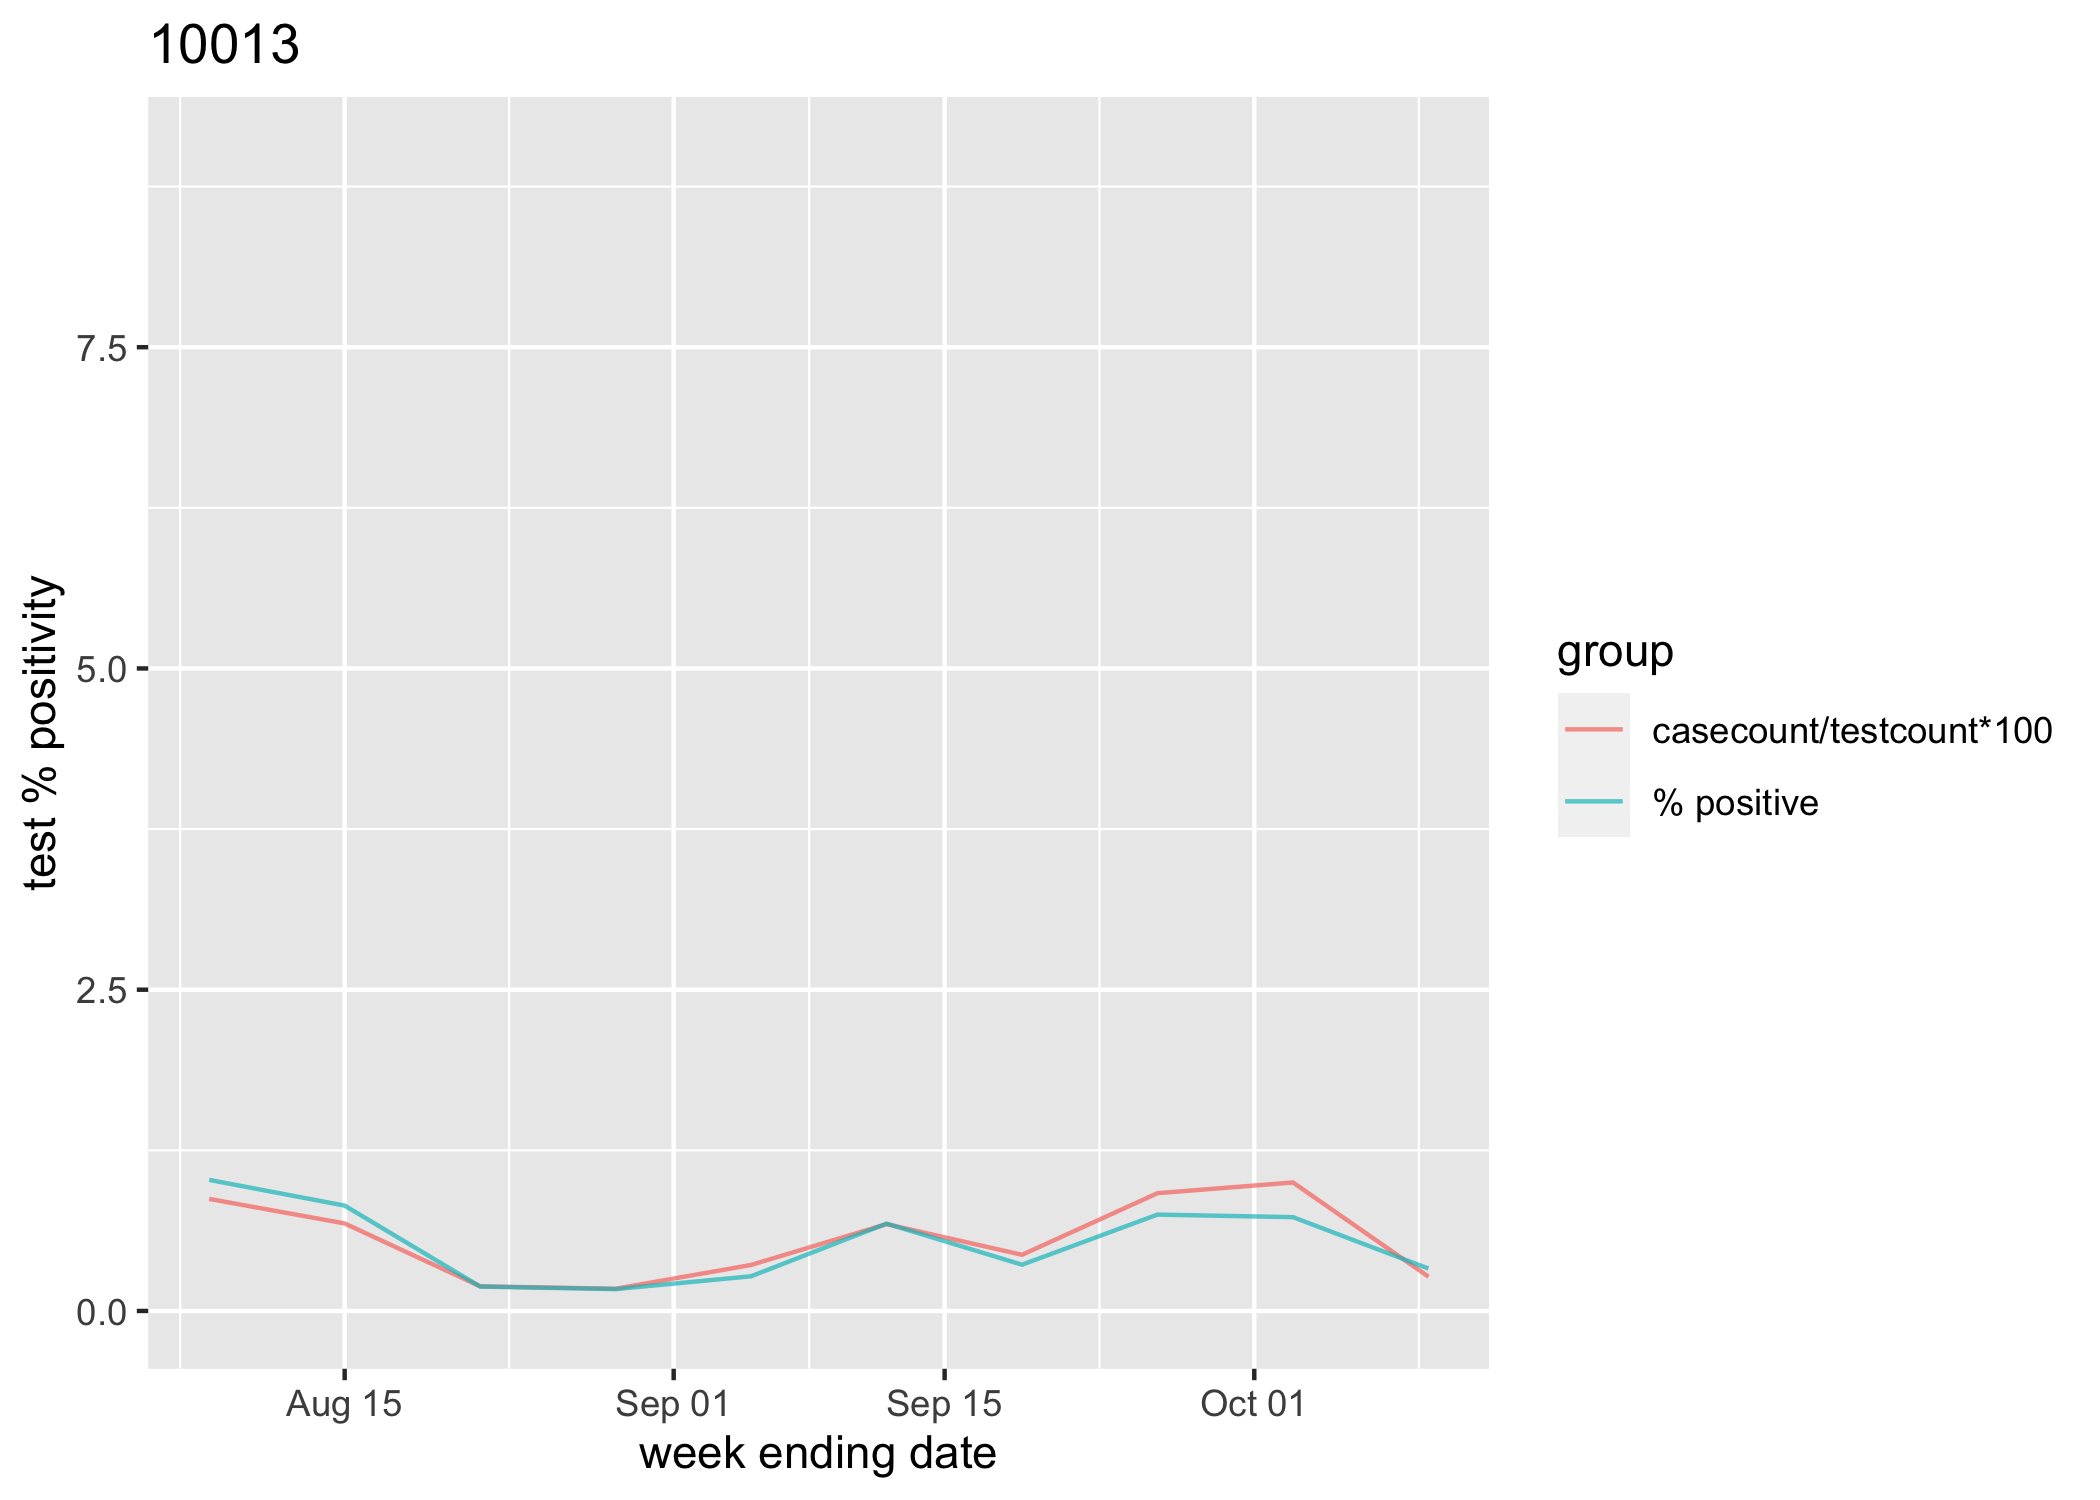 10013
test % positivity
7.5
5.0
2.5
0.0
Aug 15
Sep 01
Sep 15
Oct 01
week ending date
group
casecount/testcount*100
% positive